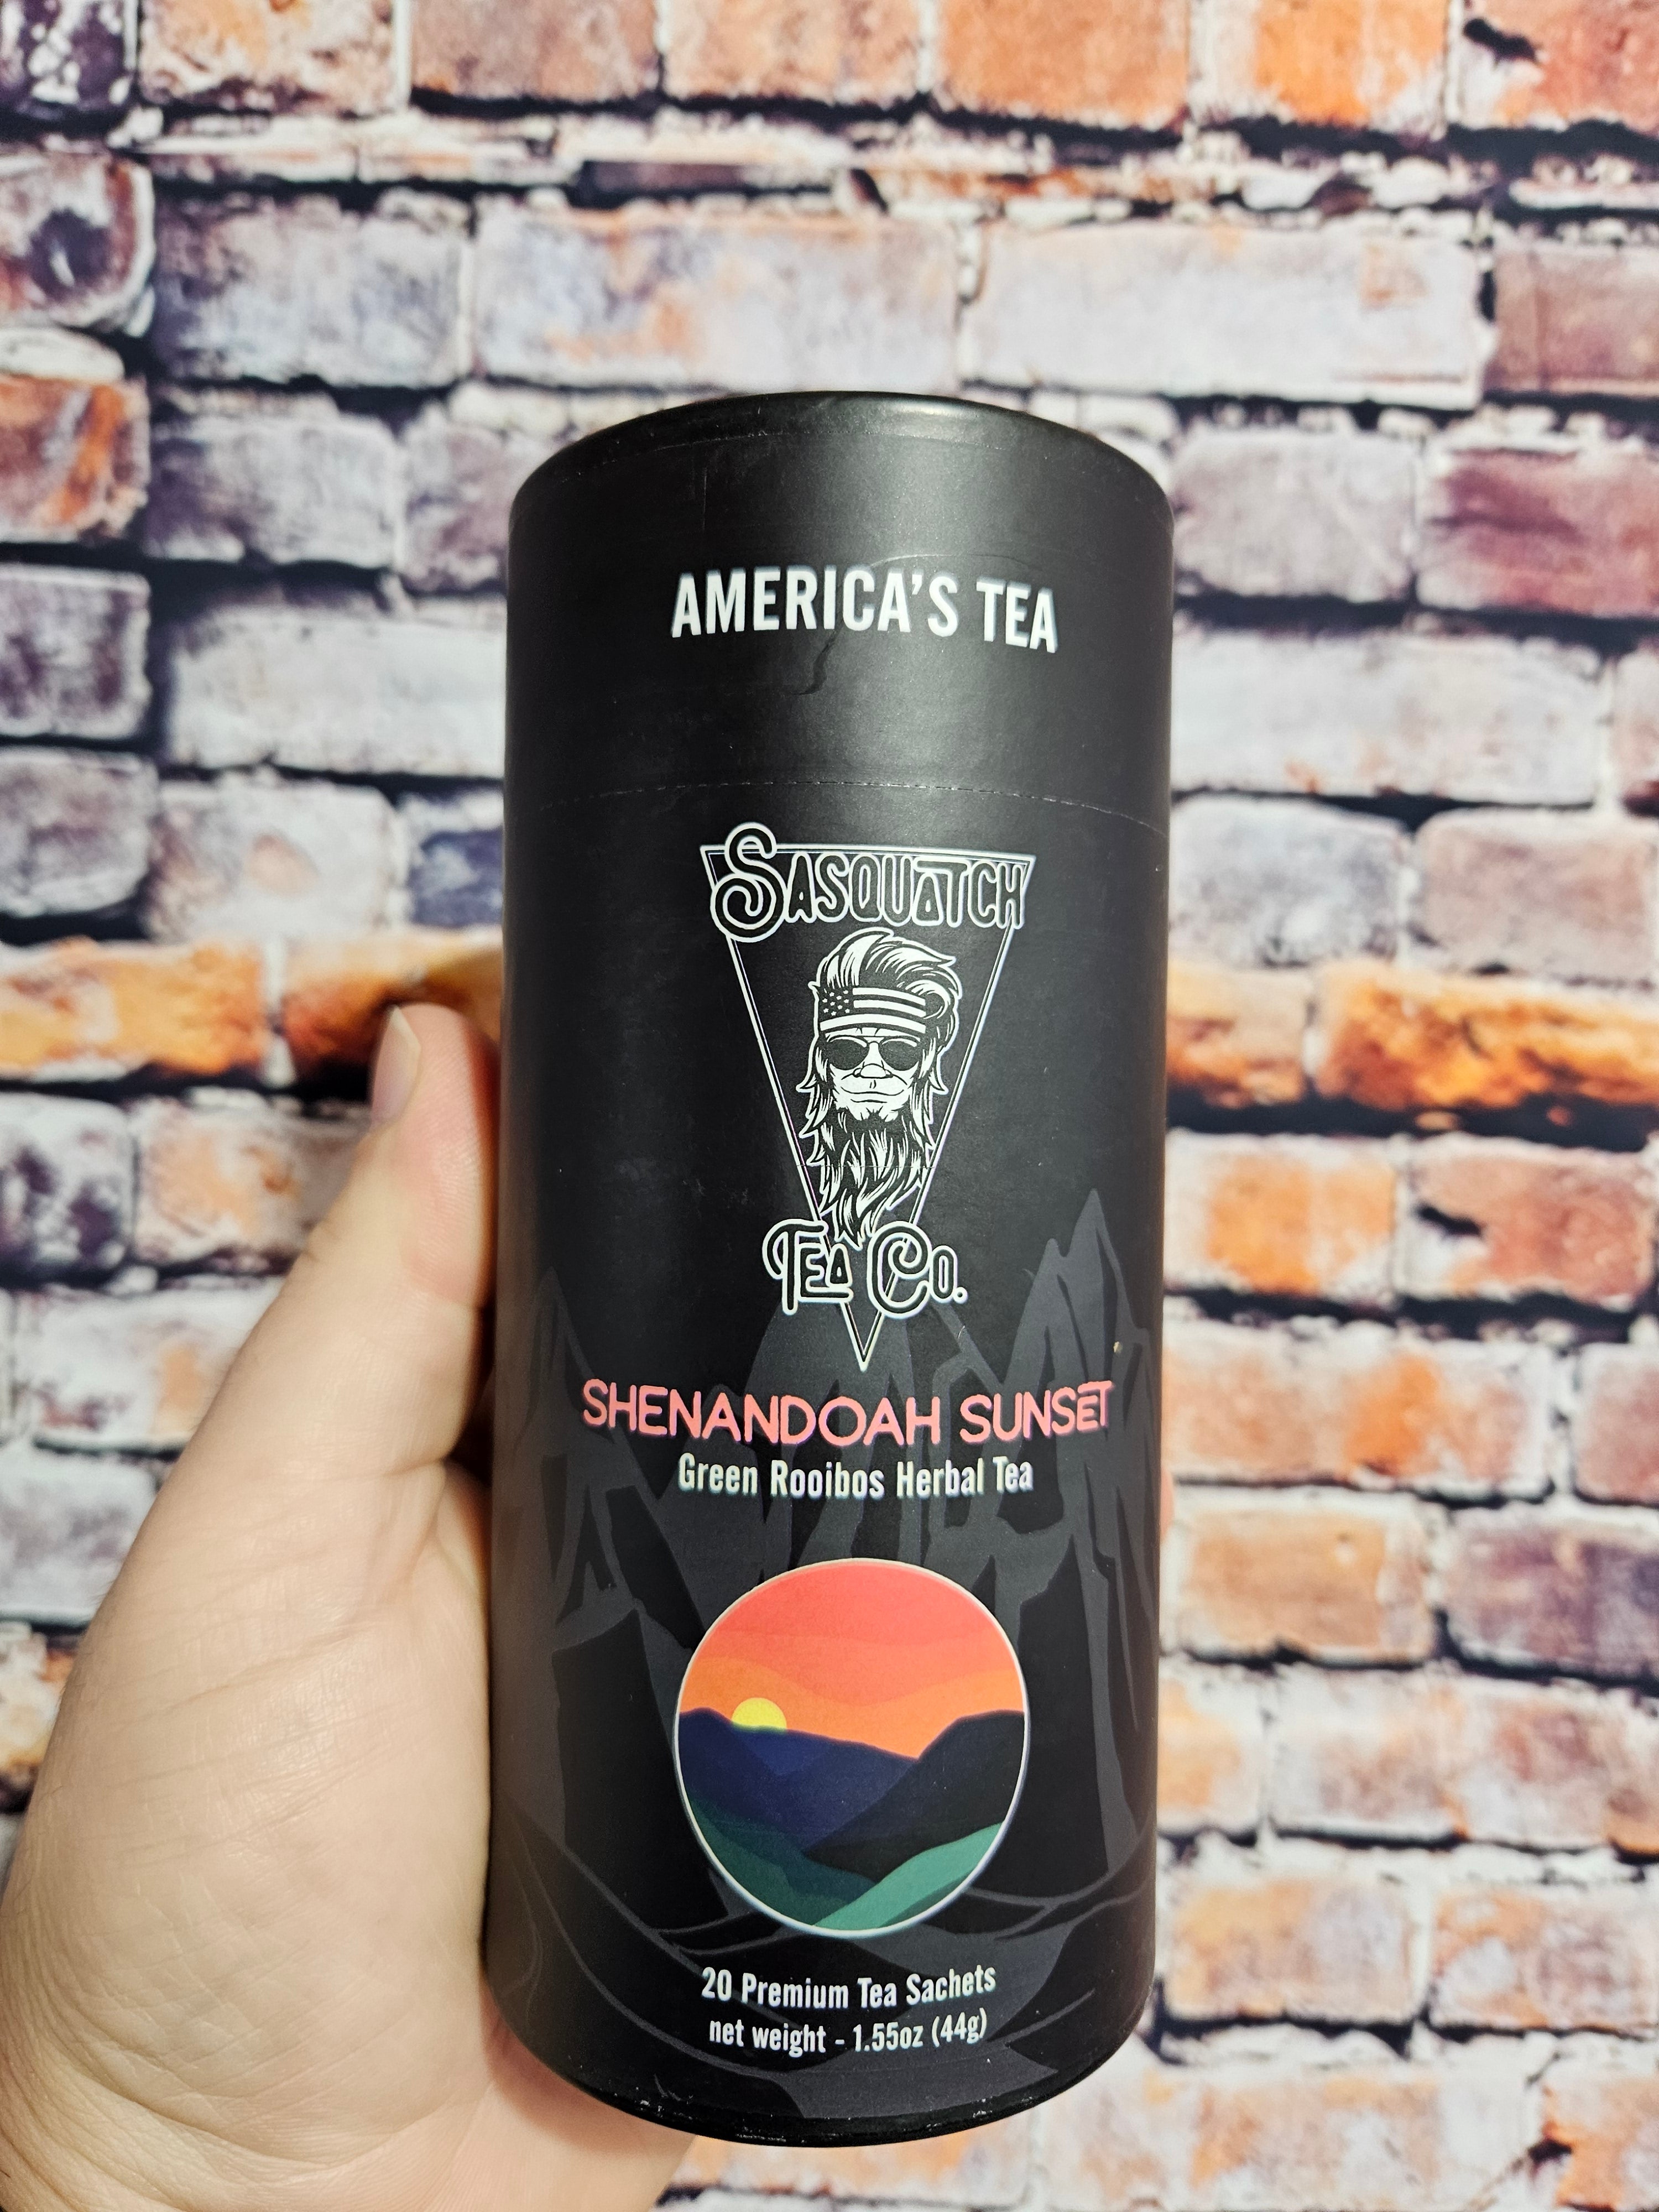 AMERICA'S TEA
SASQUATCH
TEA CO.
SHENANDOAH SUNSET
Green Rooibos Herbal Tea
20 Premium Tea Sachets
net weight - 1.55oz (44g)